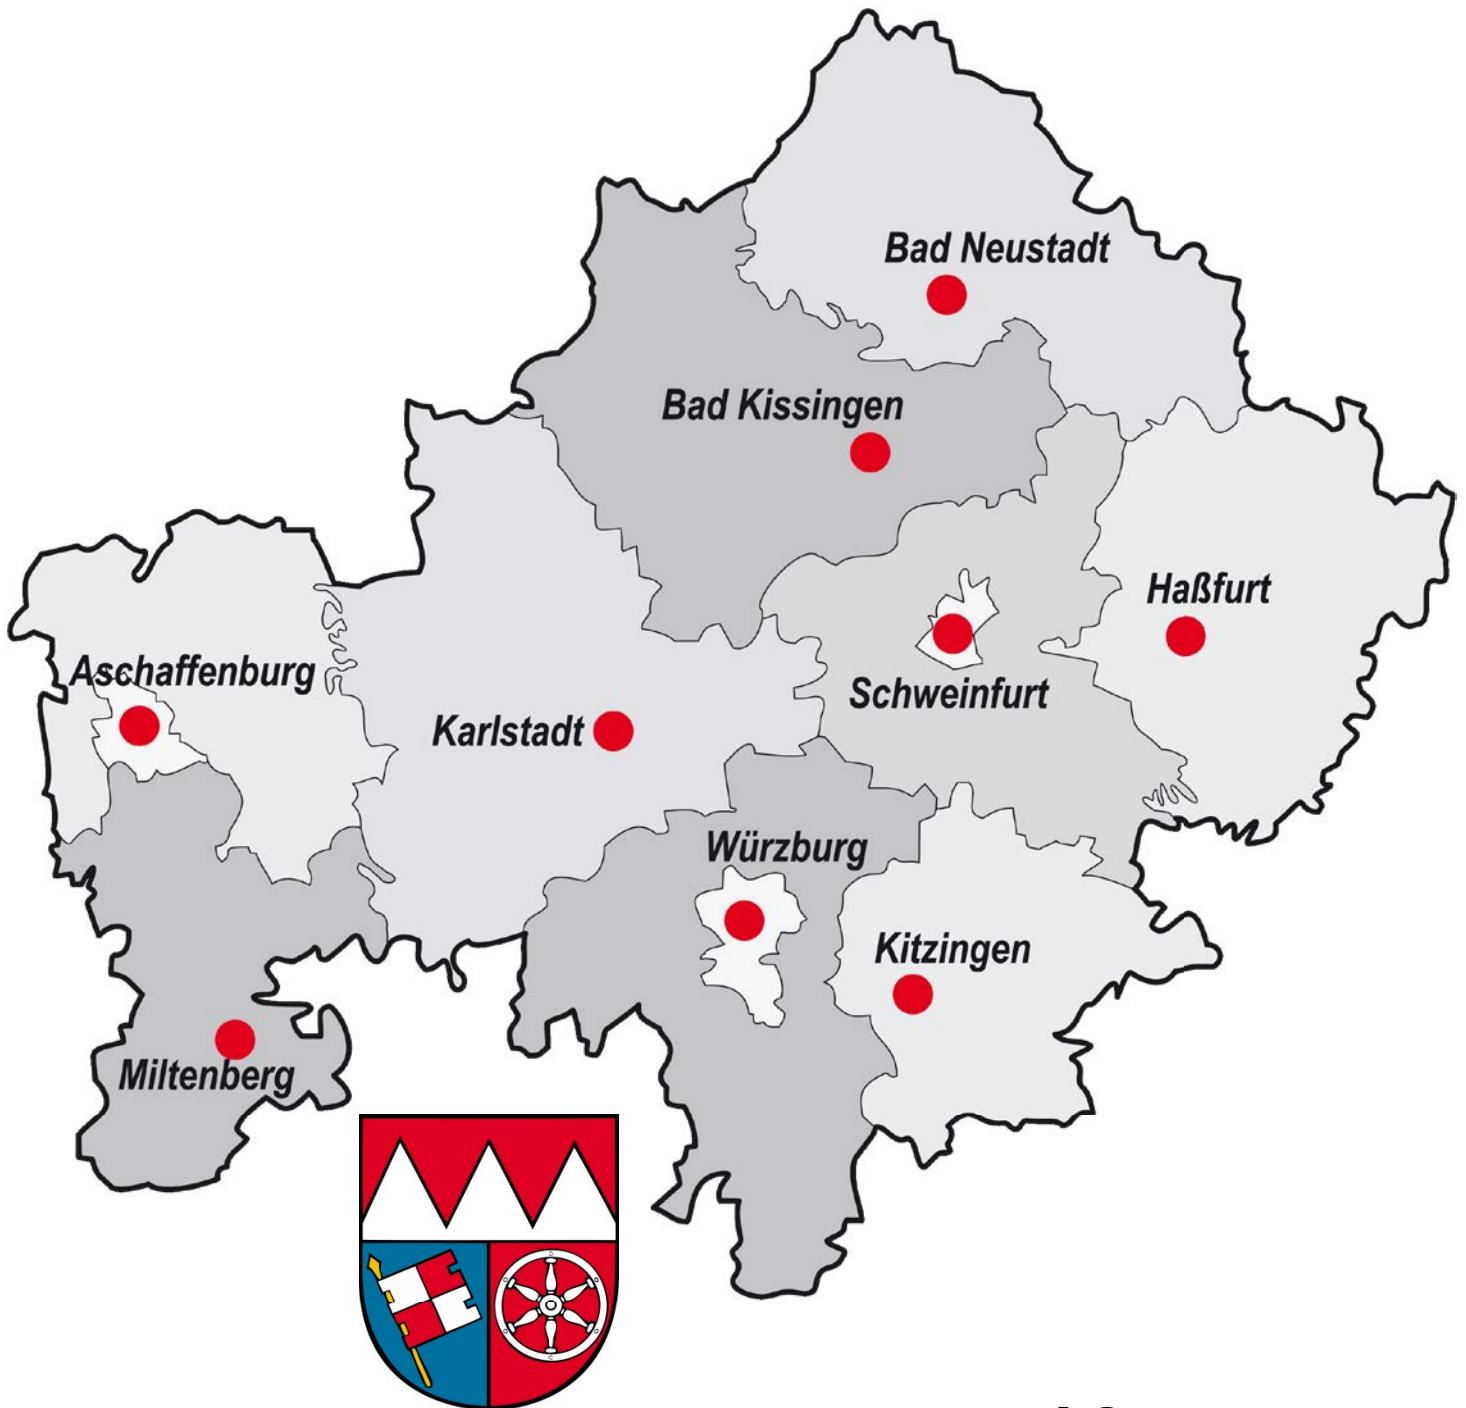 Bad Neustadt
Bad Kissingen
Haßfurt
Aschaffenburg
Schweinfurt
Karlstadt
Würzburg
Kitzingen
Miltenberg